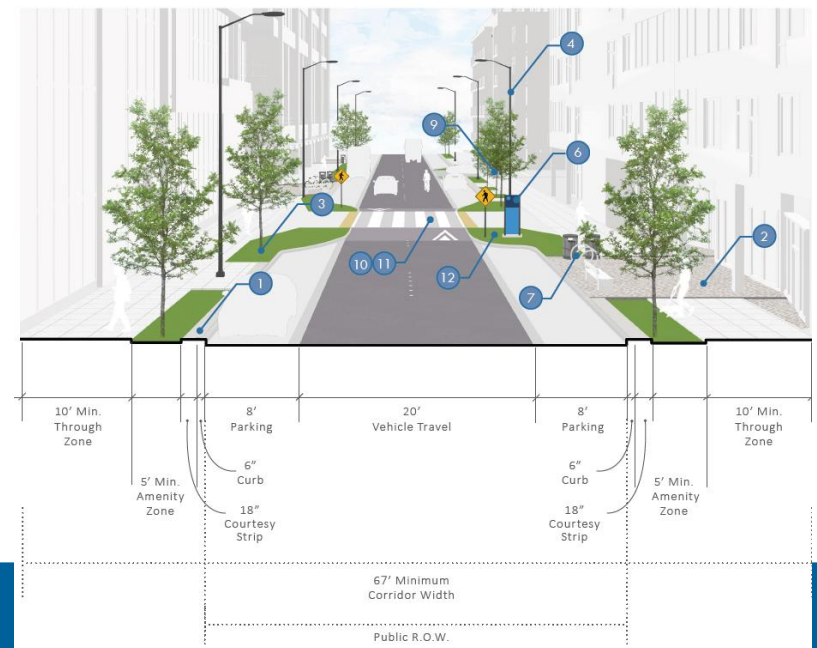 4
9
6
3
2
10
11
12
1
7
10’ Min.
Through
Zone
8’
Parking
20’
Vehicle Travel
8’
Parking
10’ Min.
Through
Zone
6”
Curb
6”
Curb
5’ Min.
Amenity
Zone
5’ Min.
Amenity
Zone
18”
Courtesy
Strip
18”
Courtesy
Strip
67’ Minimum
Corridor Width
Public R.O.W.